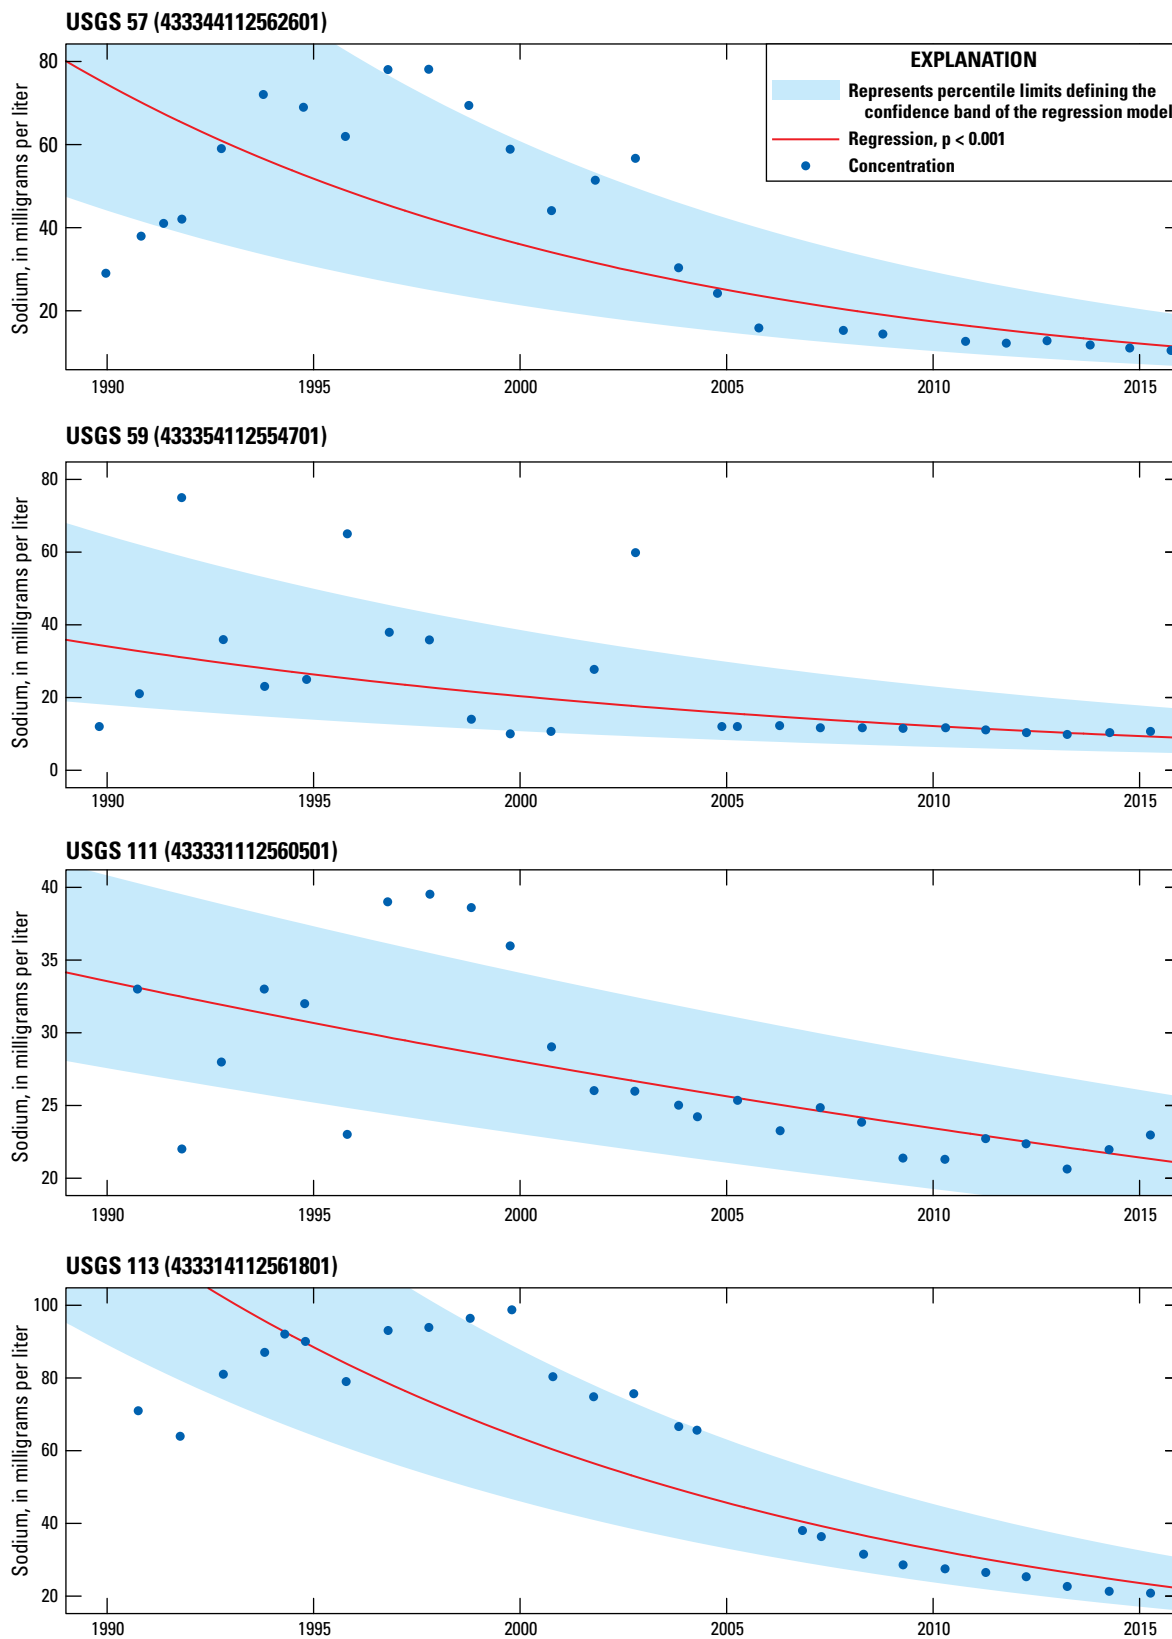 USGS 57 (433344112562601)
EXPLANATION
Represents percentile limits defining the
confidence band of the regression model
Regression, p < 0.001
Concentration
Sodium, in milligrams per liter
80
60
40
20
1990 1995 2000 2005 2010 2015
USGS 59 (433354112554701)
Sodium, in milligrams per liter
80
60
40
20
0
1990 1995 2000 2005 2010 2015
USGS 111 (433331112560501)
Sodium, in milligrams per liter
40
35
30
25
20
1990 1995 2000 2005 2010 2015
USGS 113 (433314112561801)
Sodium, in milligrams per liter
100
80
60
40
20
1990 1995 2000 2005 2010 2015